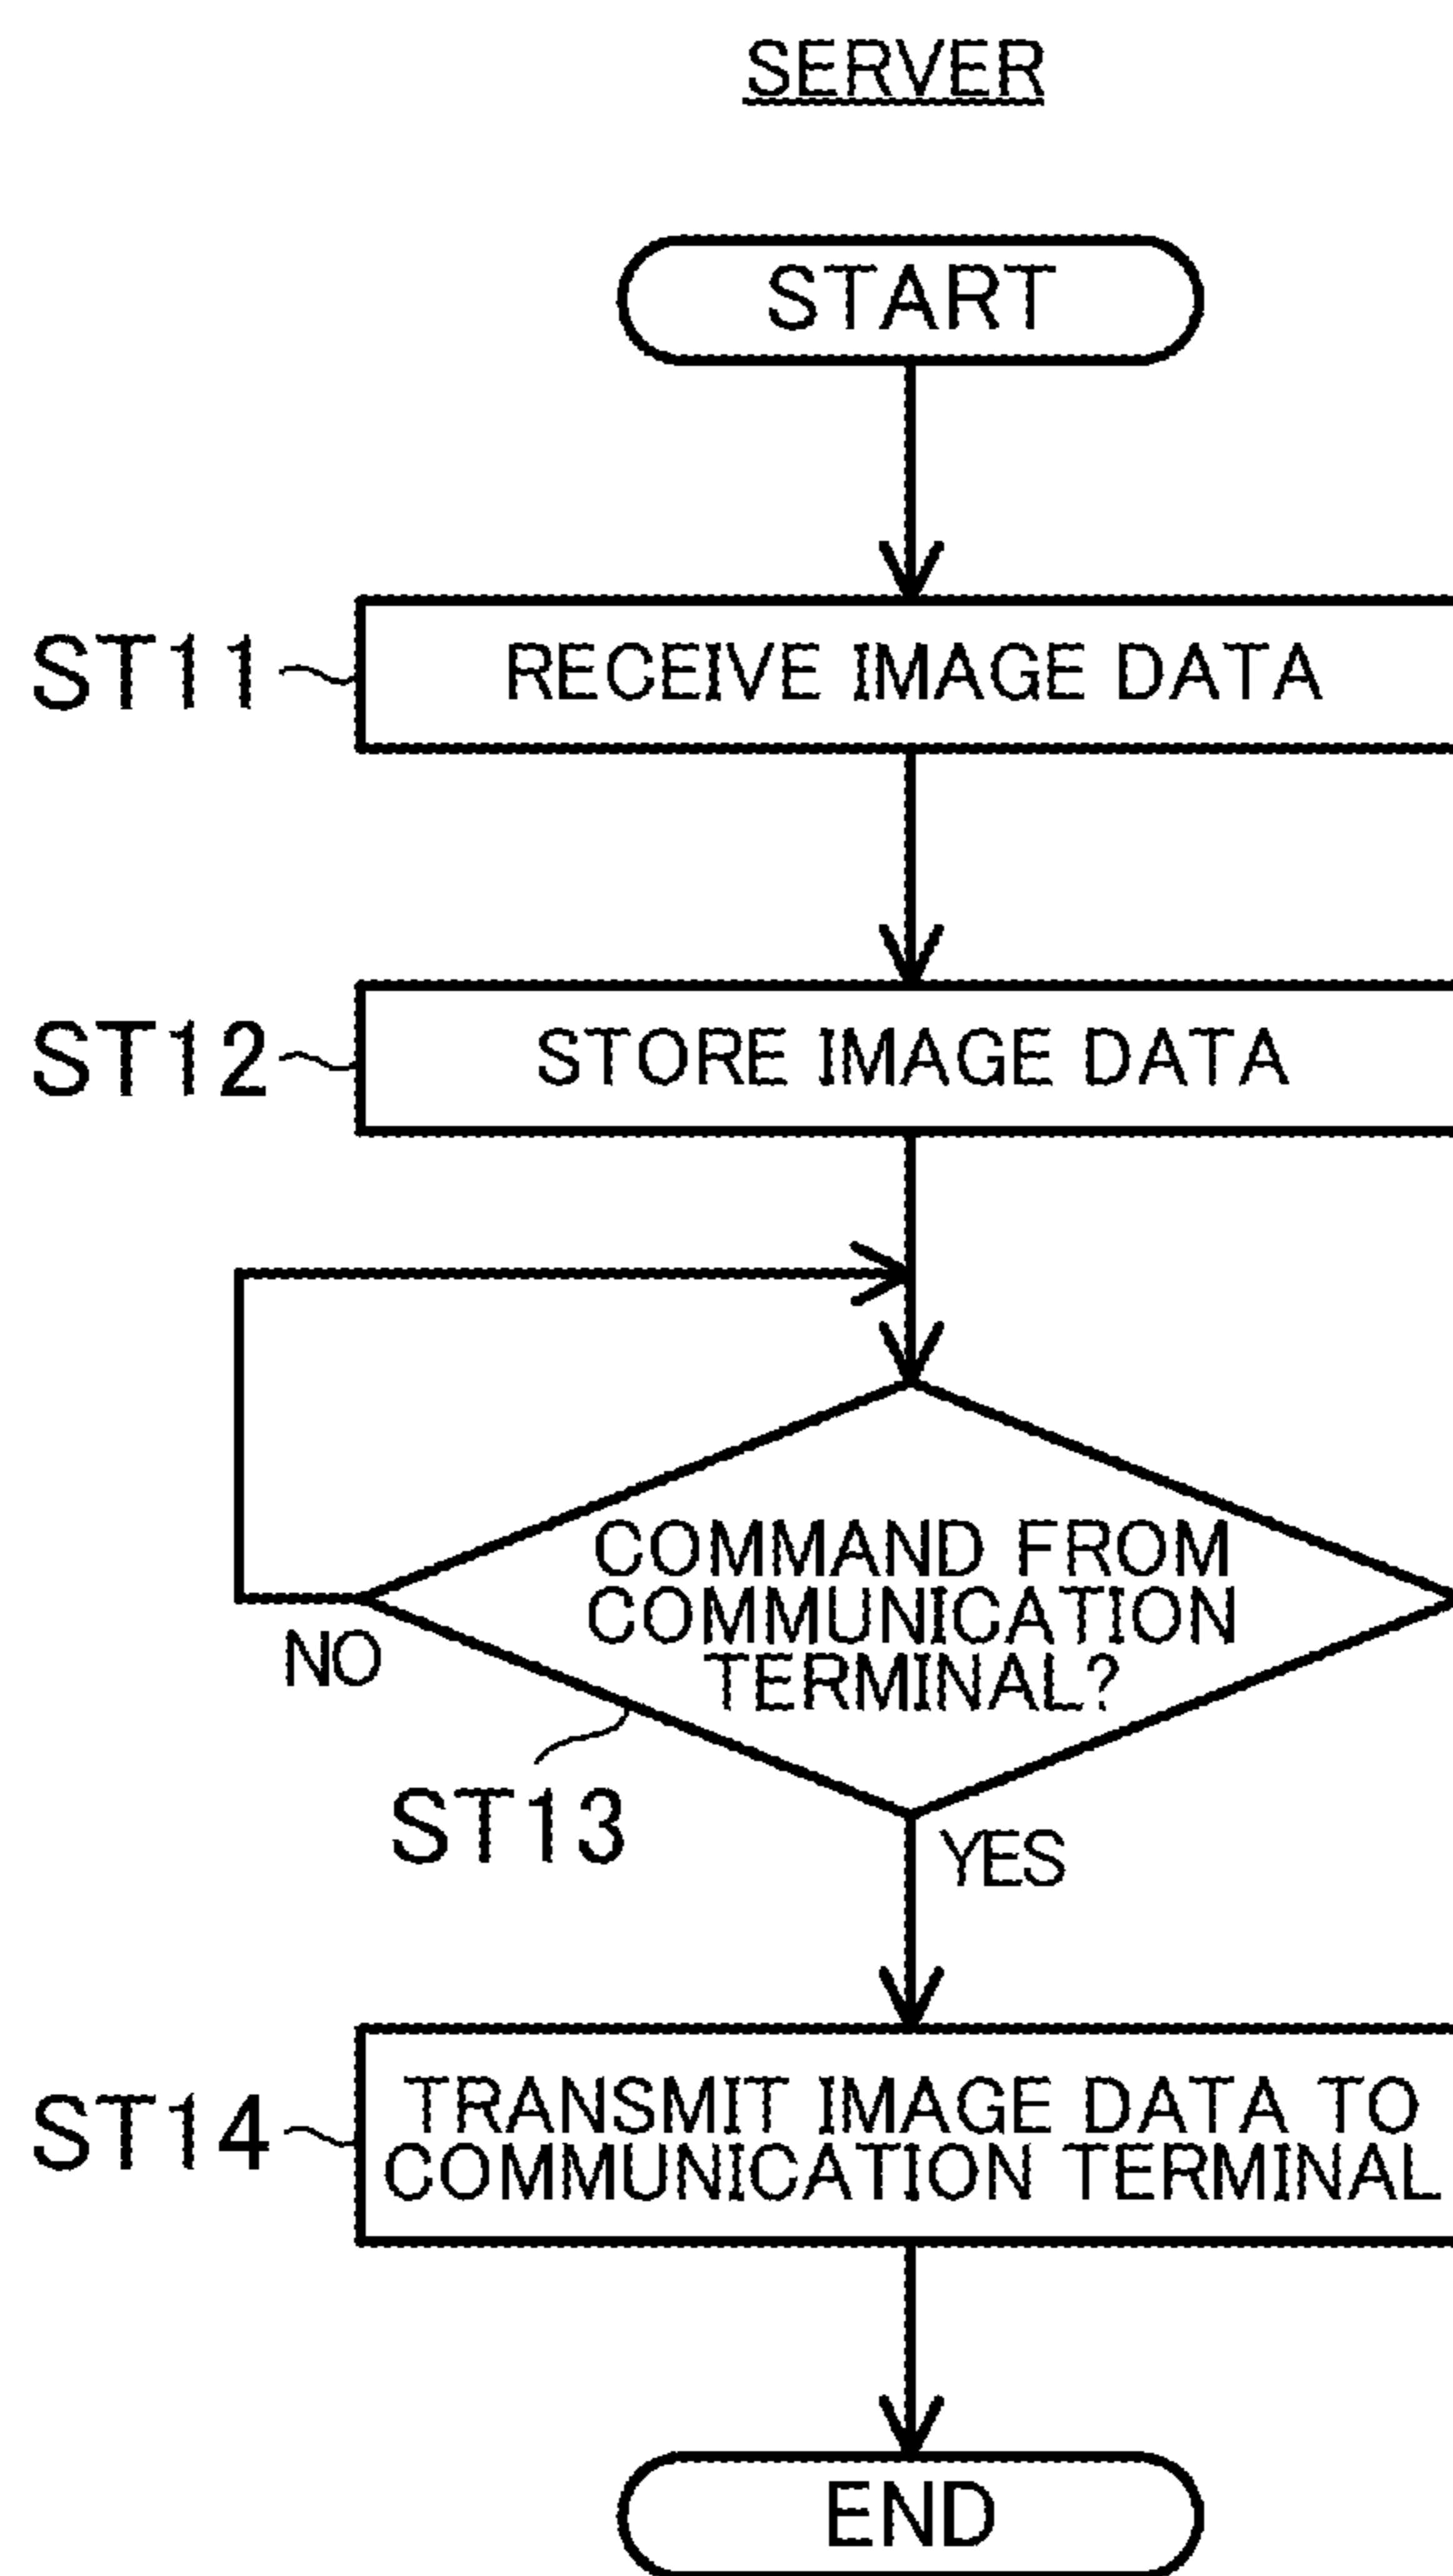 SERVER
START
ST11
RECEIVE IMAGE DATA
ST12
STORE IMAGE DATA
COMMAND FROM
COMMUNICATION
TERMINAL?
NO
ST13
YES
ST14
TRANSMIT IMAGE DATA TO
COMMUNICATION TERMINAL
END